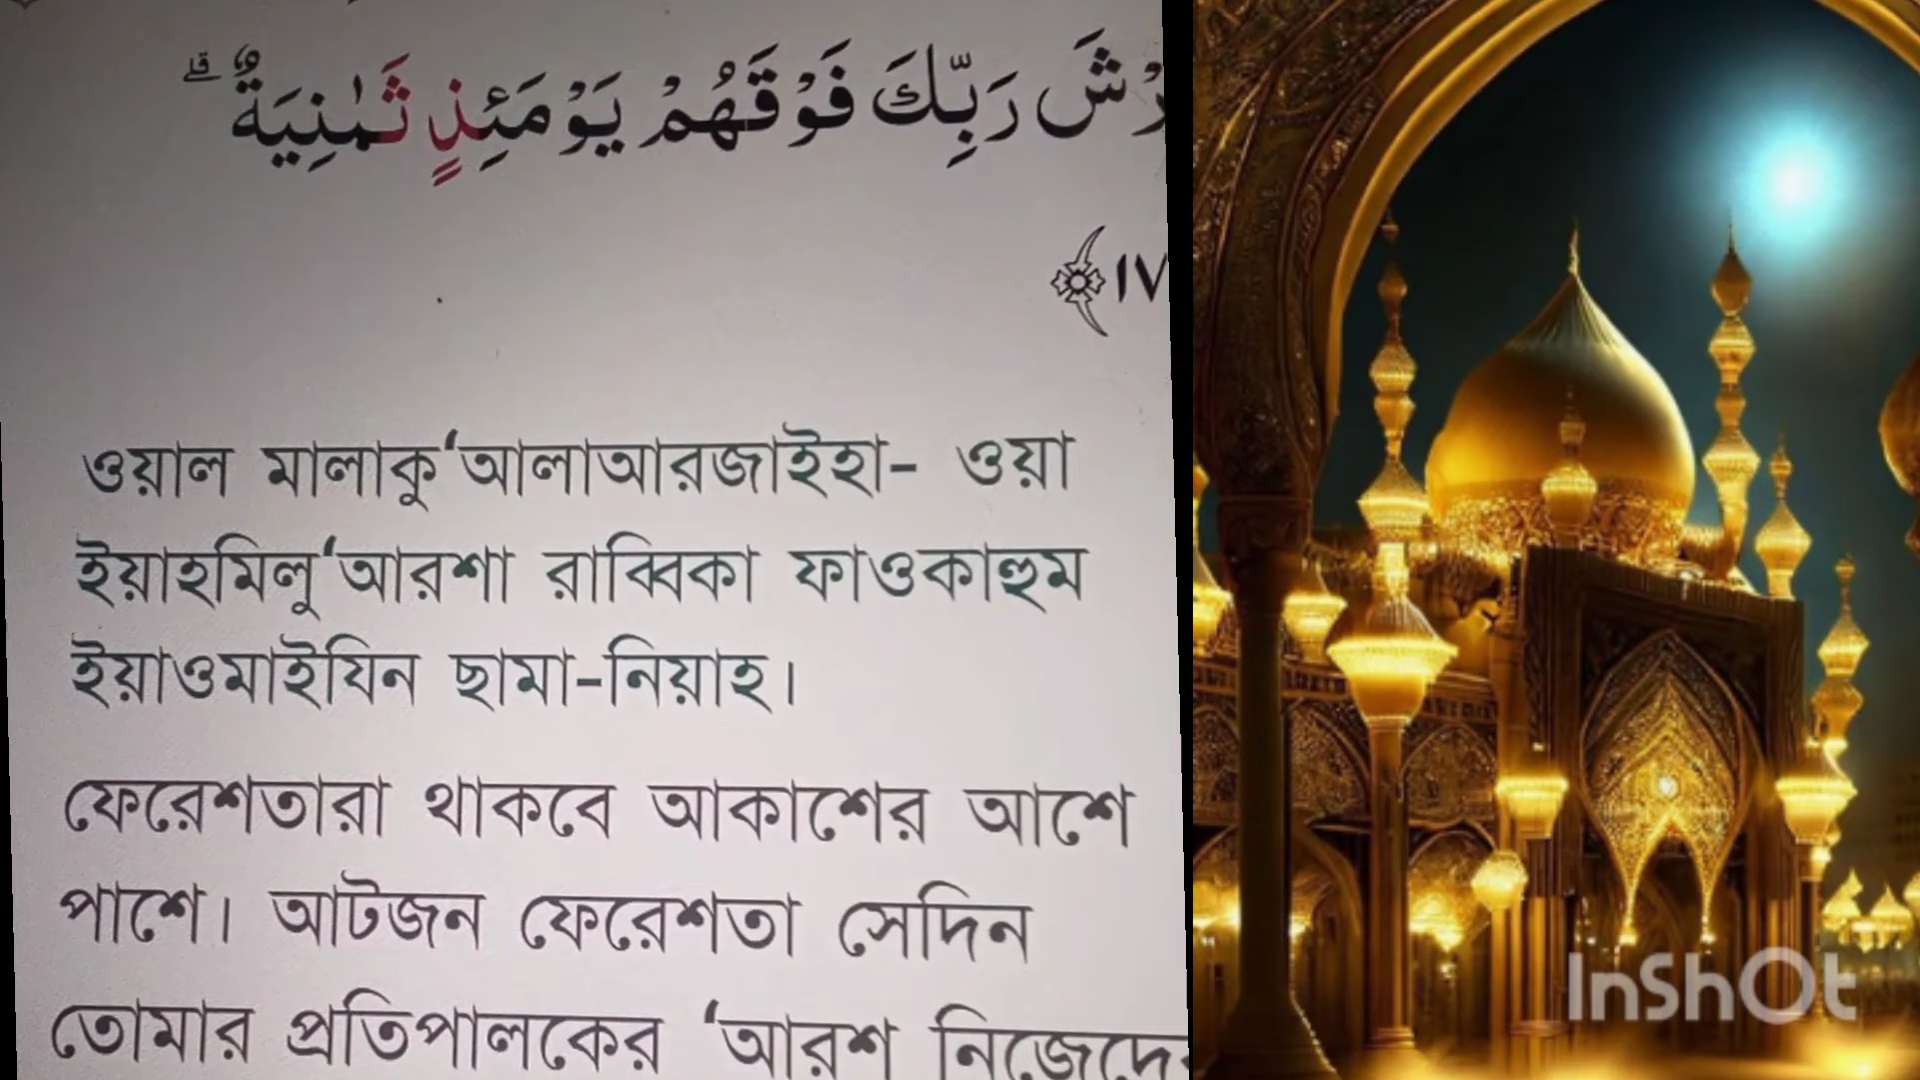 رَبِّكَ فَوْقَهُمْ يَوْمَئِذٍ ثَمٰنِيَةٌ ۗ
١٧
ওয়াল মালাকু‘আলাআরজাইহা- ওয়া
ইয়াহমিলু‘আরশা রাব্বিকা ফাওকাহুম
ইয়াওমাইযিন ছামা-নিয়াহ।
ফেরেশতারা থাকবে আকাশের আশে
পাশে। আটজন ফেরেশতা সেদিন
তোমার প্রতিপালকের ‘আরশ
InShOt